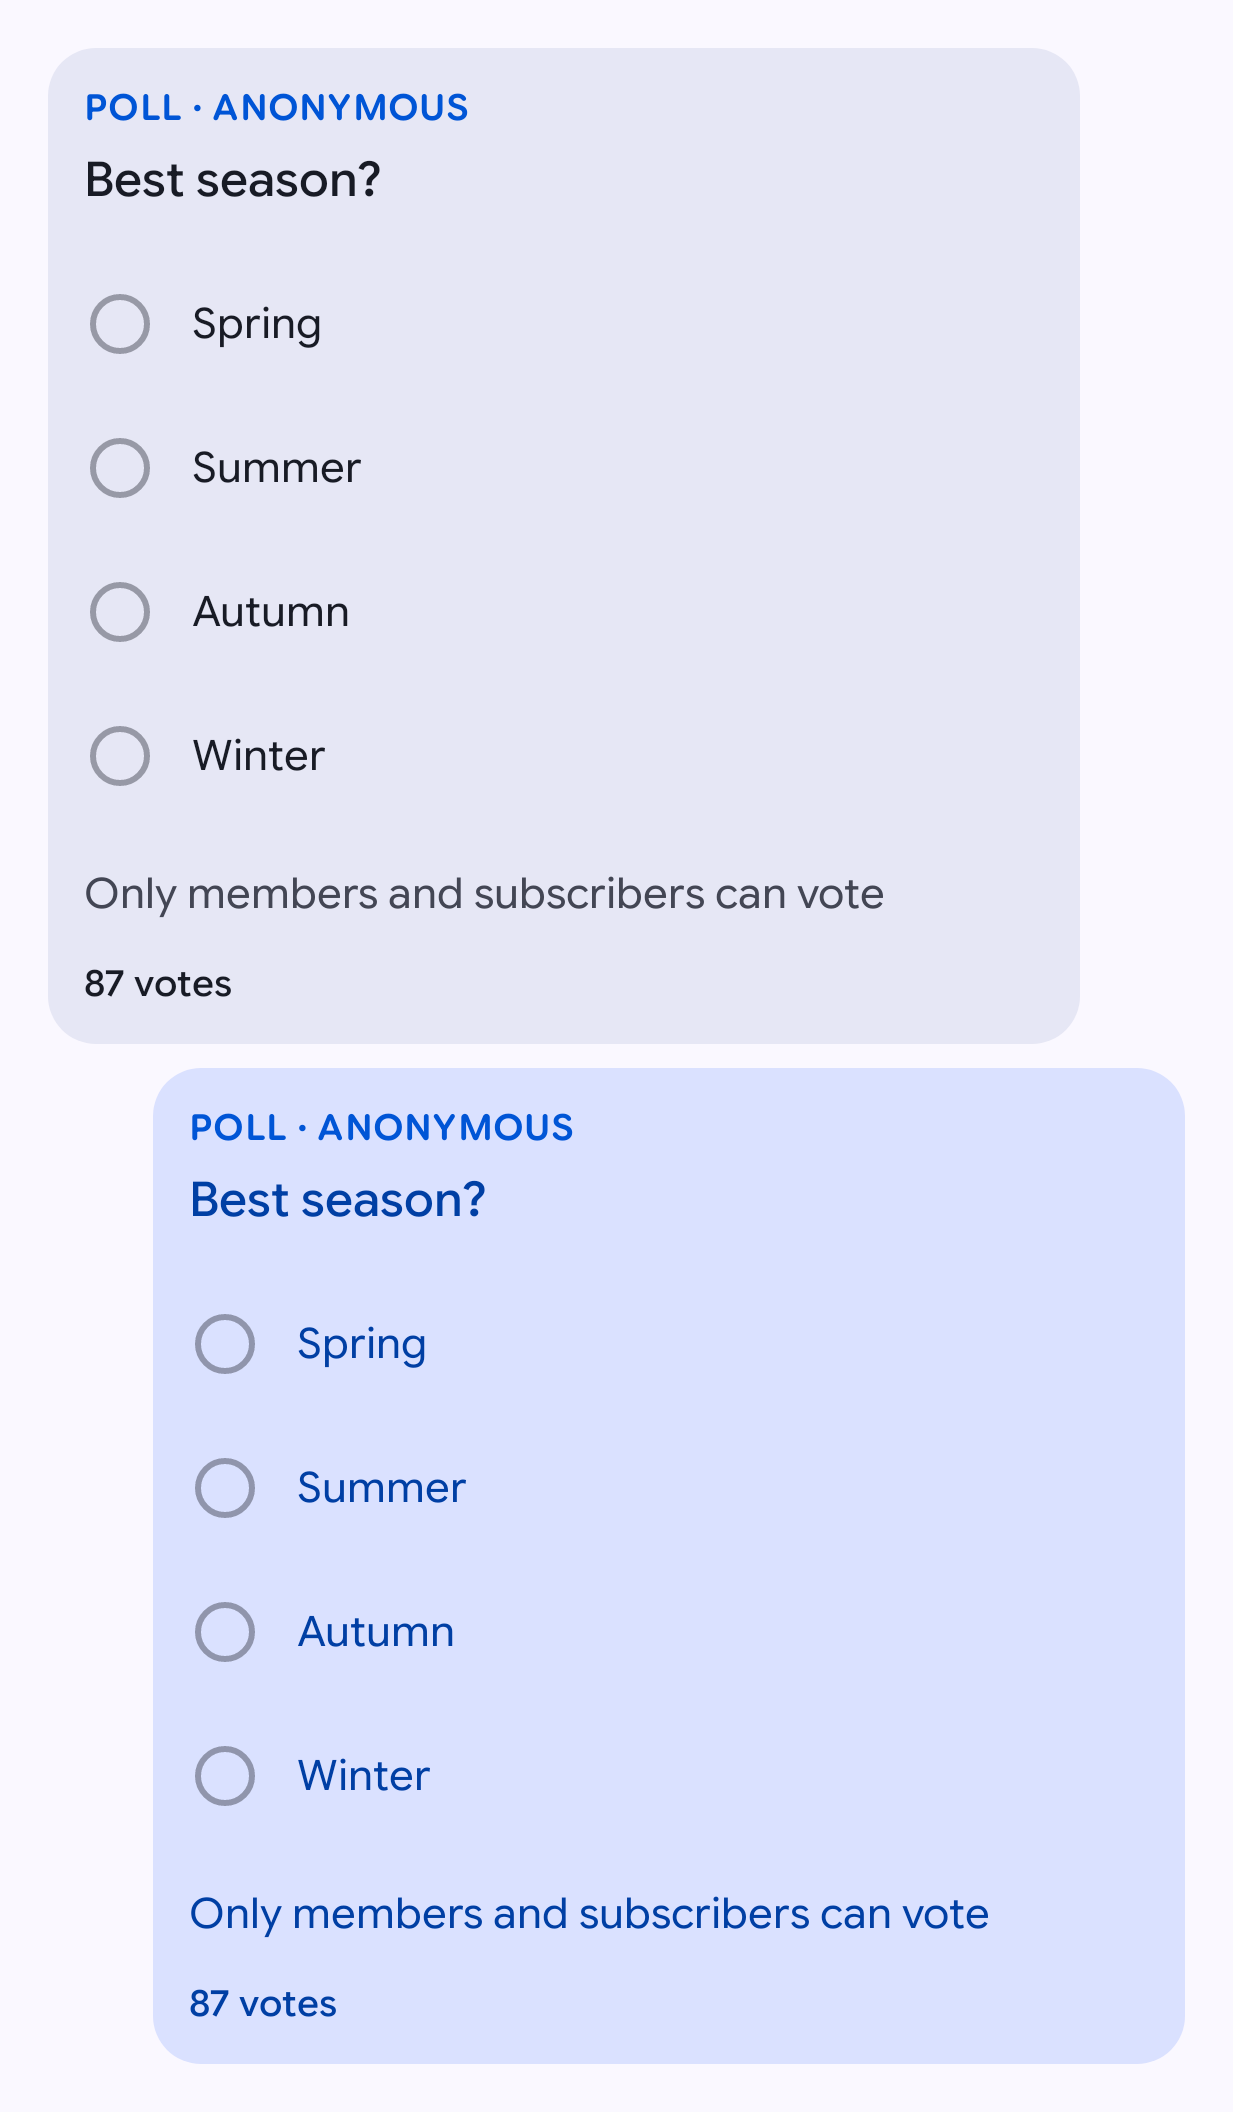 POLL · ANONYMOUS
Best season?
Spring
Summer
Autumn
Winter
Only members and subscribers can vote
87 votes
POLL · ANONYMOUS
Best season?
Spring
Summer
Autumn
Winter
Only members and subscribers can vote
87 votes